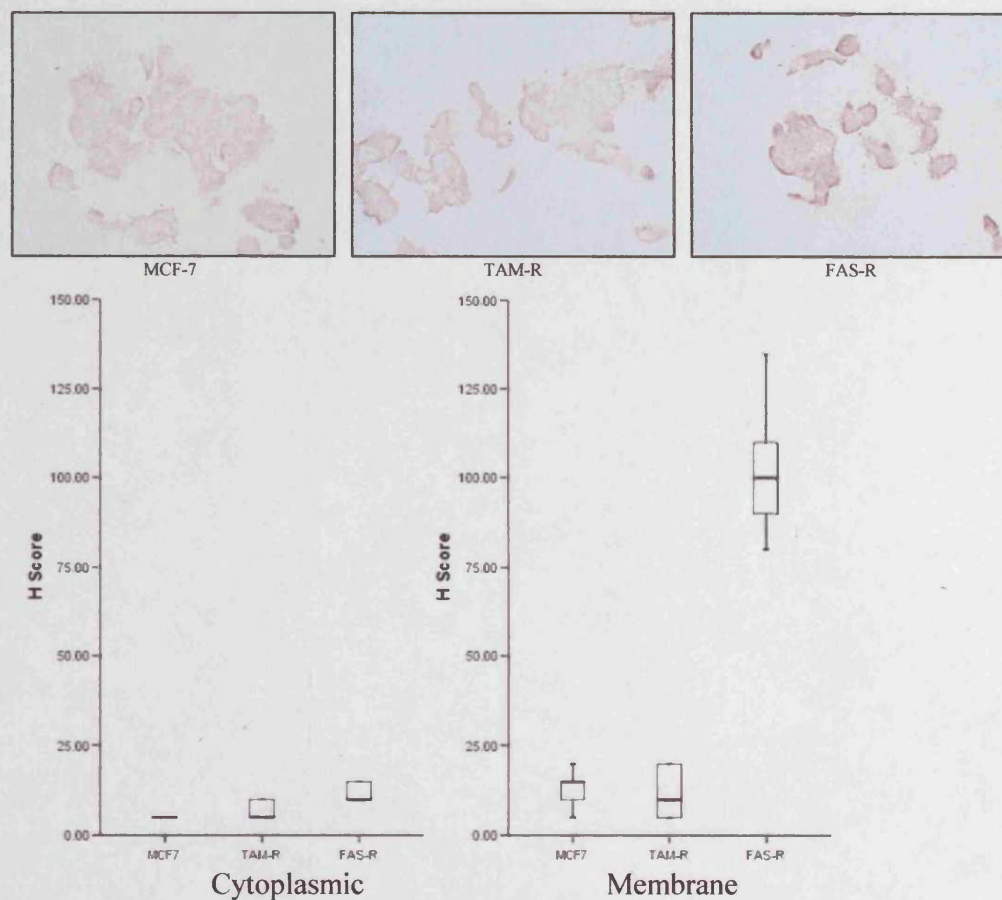 MCF-7
TAM-R
FAS-R
150.00
125.00
100.00
75.00
50.00
25.00
0.00
H Score
MCF7
TAM-R
FAS-R
Cytoplasmic
150.00
125.00
100.00
75.00
50.00
25.00
0.00
H Score
MCF7
TAM-R
FAS-R
Membrane